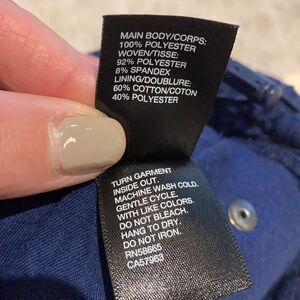 MAIN BODY/CORPS:
100% POLYESTER
WOVEN/TISSE:
92% POLYESTER
8% SPANDEX
LINING/DOUBLURE:
60% COTTON/COTON
40% POLYESTER
TURN GARMENT
INSIDE OUT.
MACHINE WASH COLD.
GENTLE CYCLE.
WITH LIKE COLORS.
DO NOT BLEACH.
HANG TO DRY.
DO NOT IRON.
RN58665
CA57963